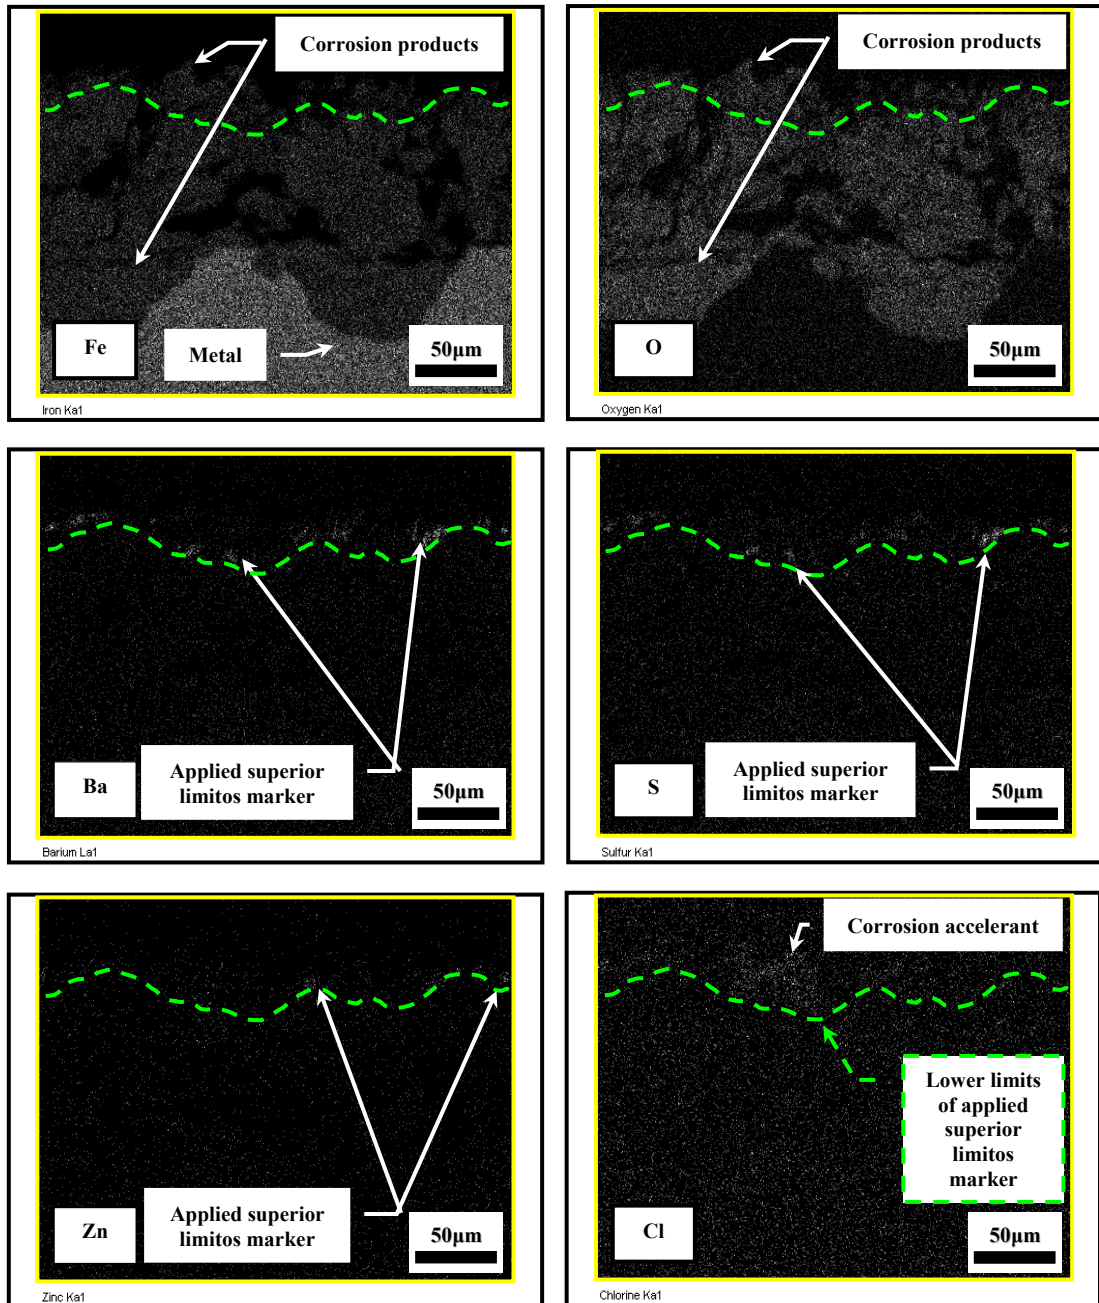 Corrosion products
Fe
Metal
50µm
Iron Ka1
Corrosion products
O
50µm
Oxygen Ka1
Ba
Applied superior
limitos marker
50µm
Barium La1
S
Applied superior
limitos marker
50µm
Sulfur Ka1
Zn
Applied superior
limitos marker
50µm
Zinc Ka1
Corrosion accelerant
Lower limits
of applied
superior
limitos
marker
Cl
50µm
Chlorine Ka1